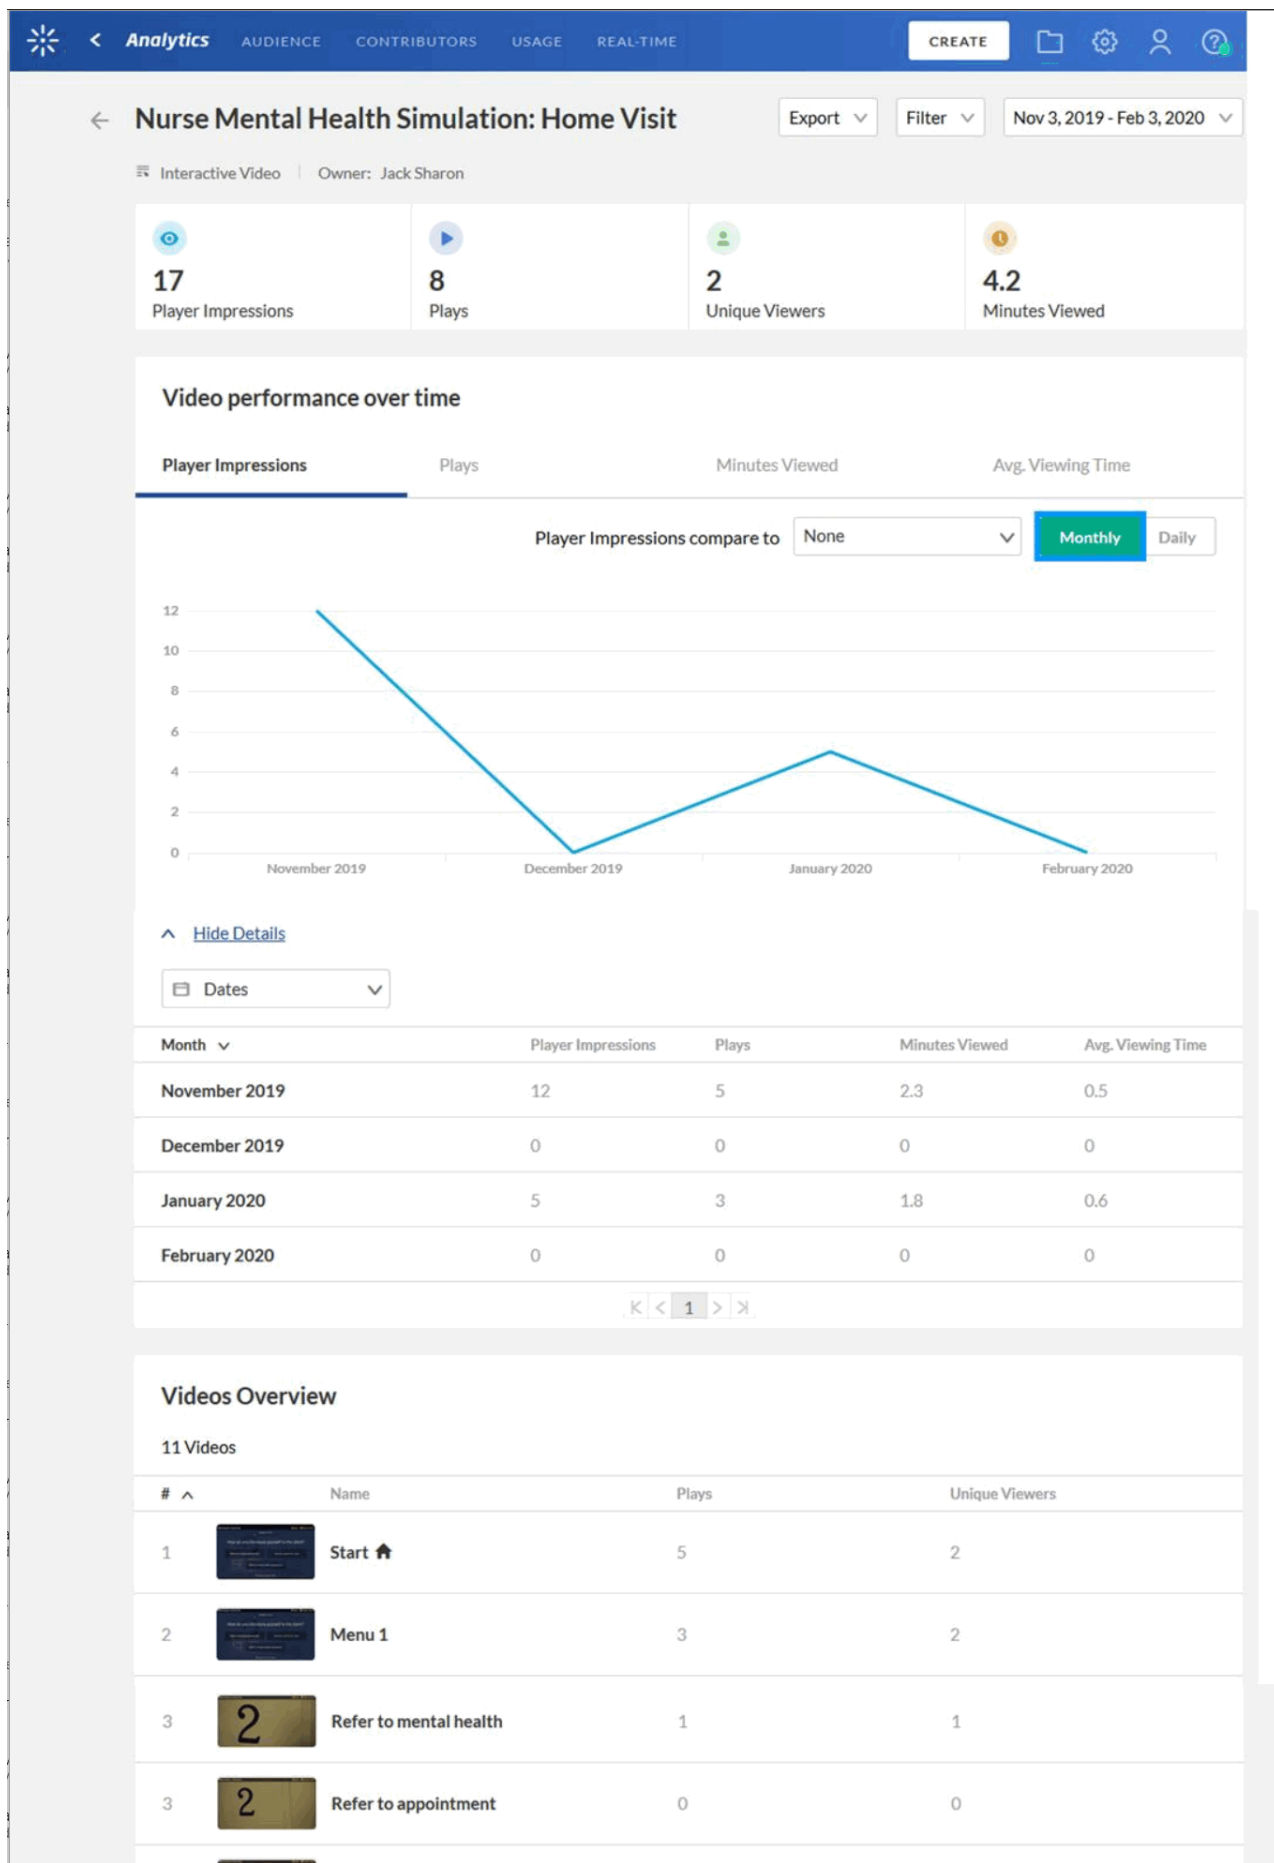 Analytics AUDIENCE CONTRIBUTORS USAGE REAL-TIME CREATE
Nurse Mental Health Simulation: Home Visit Export Filter Nov 3, 2019 - Feb 3, 2020
Interactive Video Owner: Jack Sharon
17 8 2 4.2
Player Impressions Plays Unique Viewers Minutes Viewed
Video performance over time
Player Impressions Plays Minutes Viewed Avg. Viewing Time
Player Impressions compare to None Monthly Daily
12
10
8
6
4
2
0
November 2019 December 2019 January 2020 February 2020
Hide Details
Dates
Month Player Impressions Plays Minutes Viewed Avg. Viewing Time
November 2019 12 5 2.3 0.5
December 2019 0 0 0 0
January 2020 5 3 1.8 0.6
February 2020 0 0 0 0
1
Videos Overview
11 Videos
# Name Plays Unique Viewers
1 Start 5 2
2 Menu 1 3 2
3 2 Refer to mental health 1 1
3 2 Refer to appointment 0 0